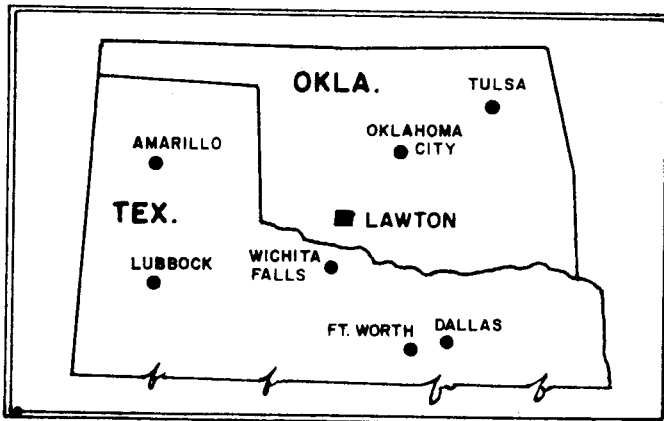 OKLA.
TULSA
OKLAHOMA
CITY
AMARILLO
TEX.
LAWTON
WICHITA
FALLS
LUBBOCK
FT. WORTH
DALLAS